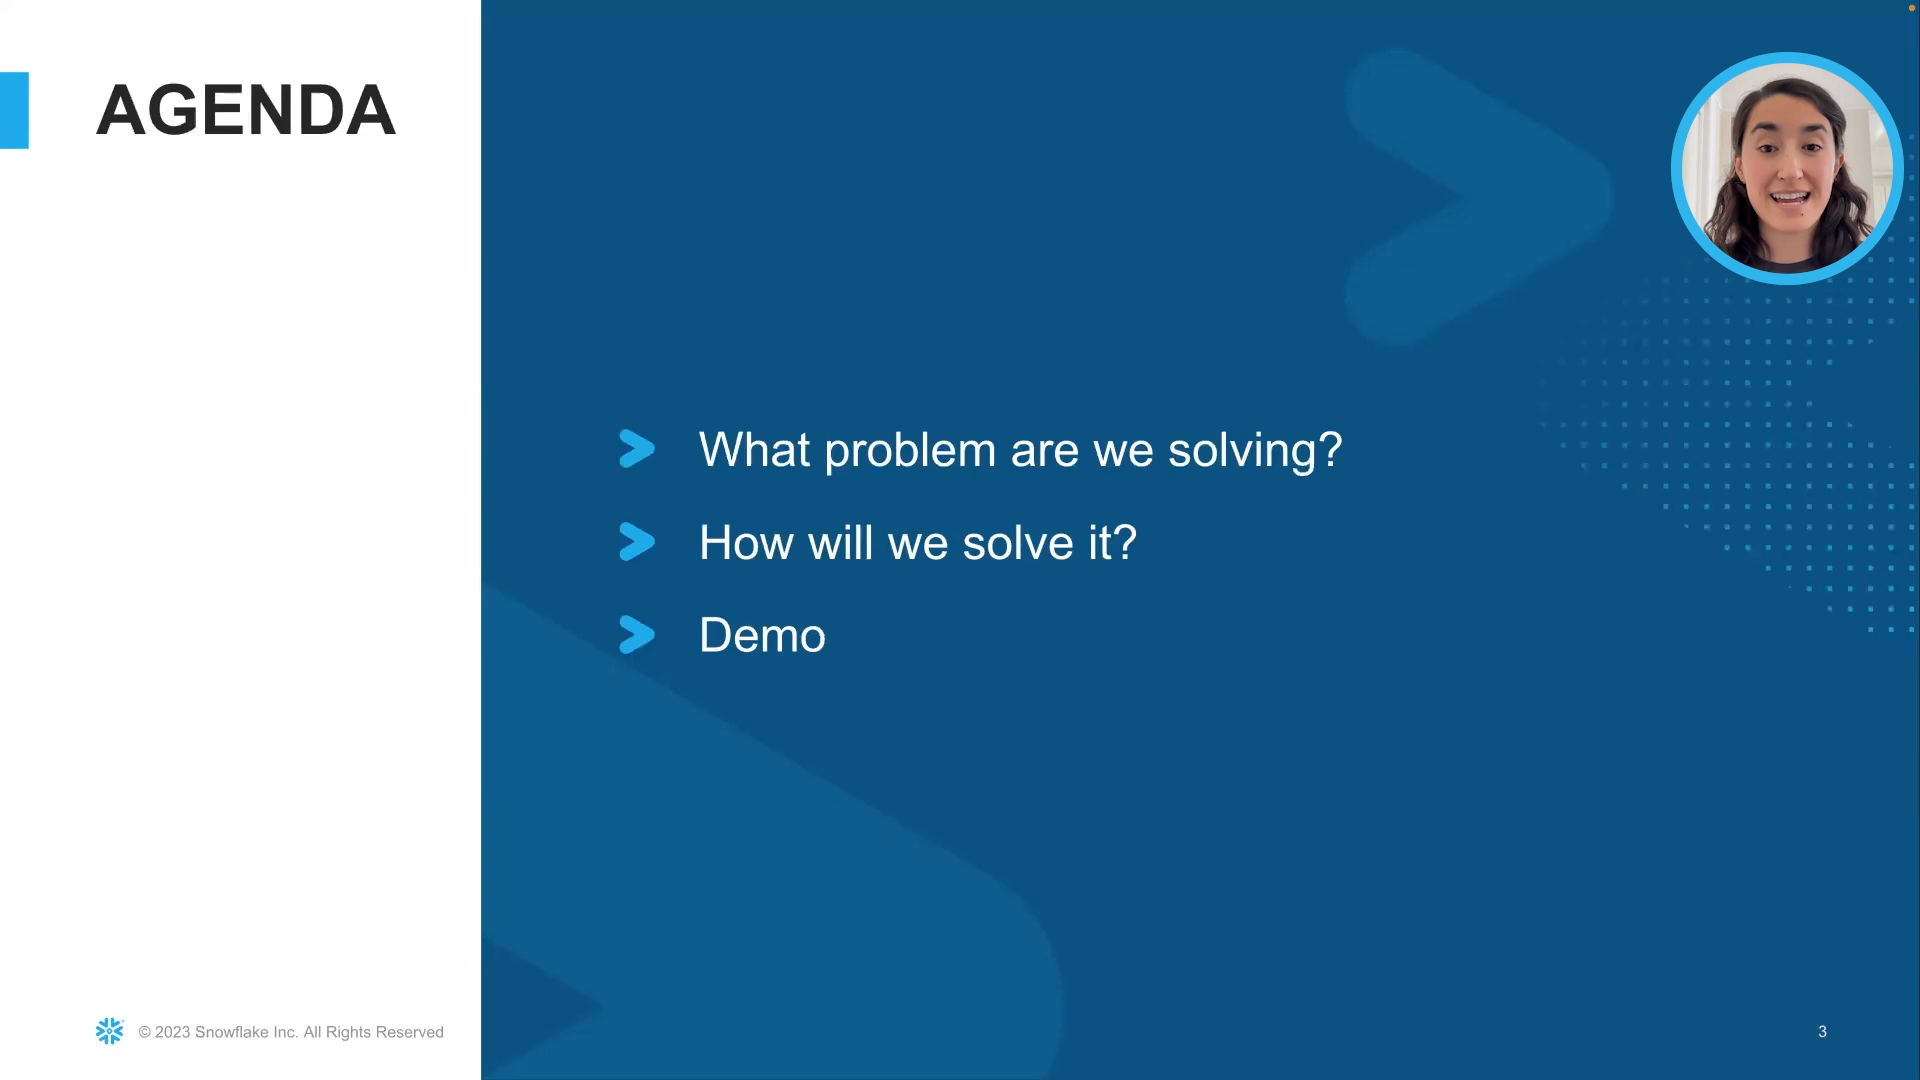 AGENDA
What problem are we solving?
How will we solve it?
Demo
© 2023 Snowflake Inc. All Rights Reserved
3